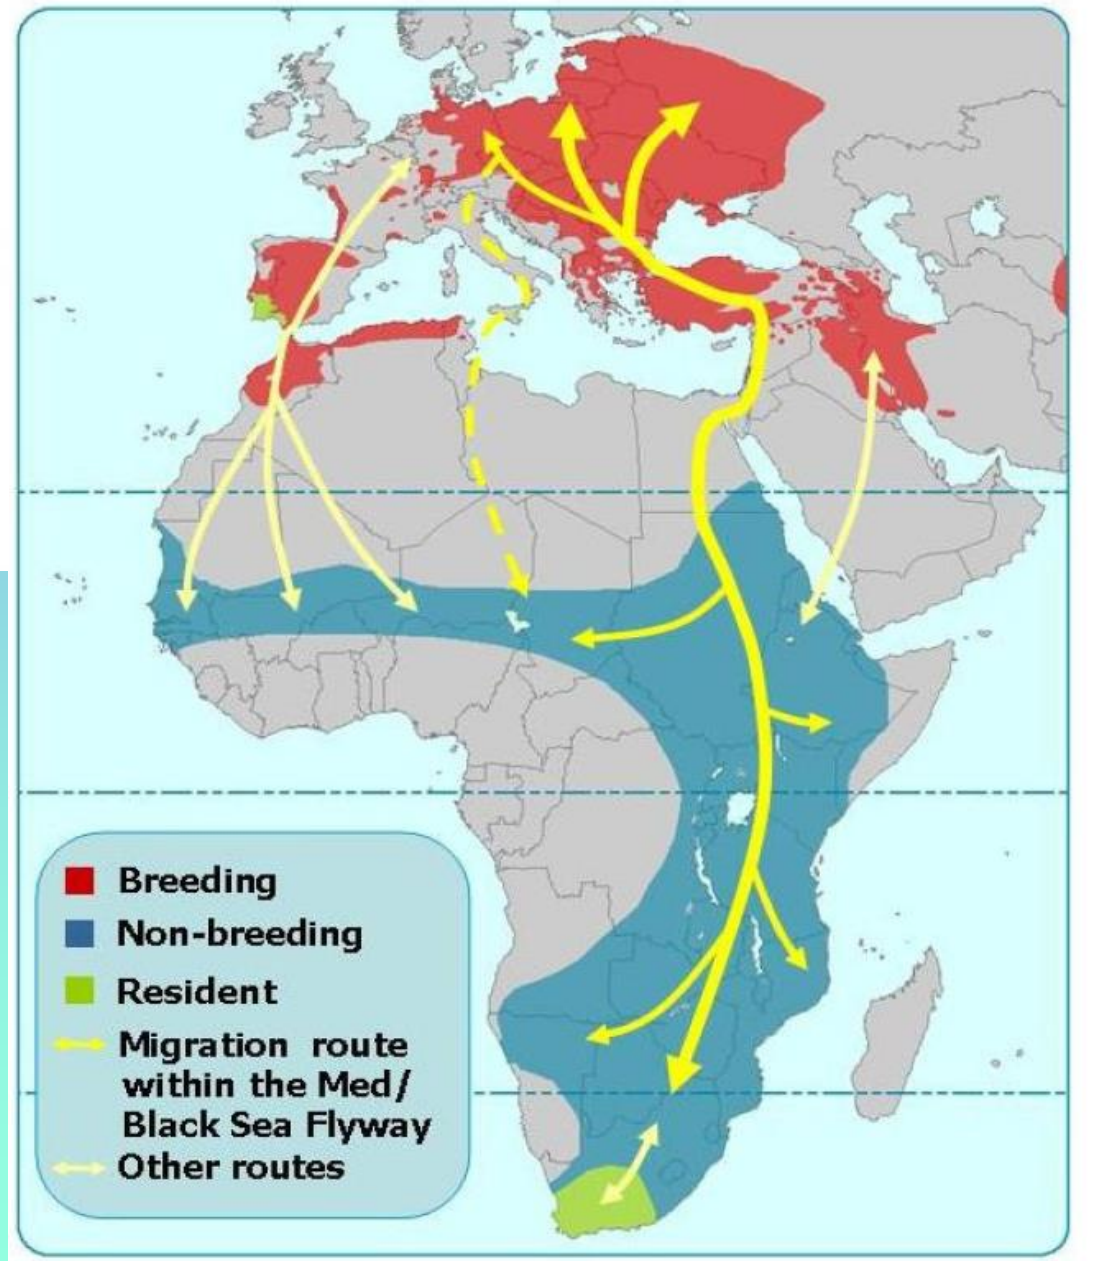 Breeding
Non-breeding
Resident
Migration route
within the Med/
Black Sea Flyway
Other routes